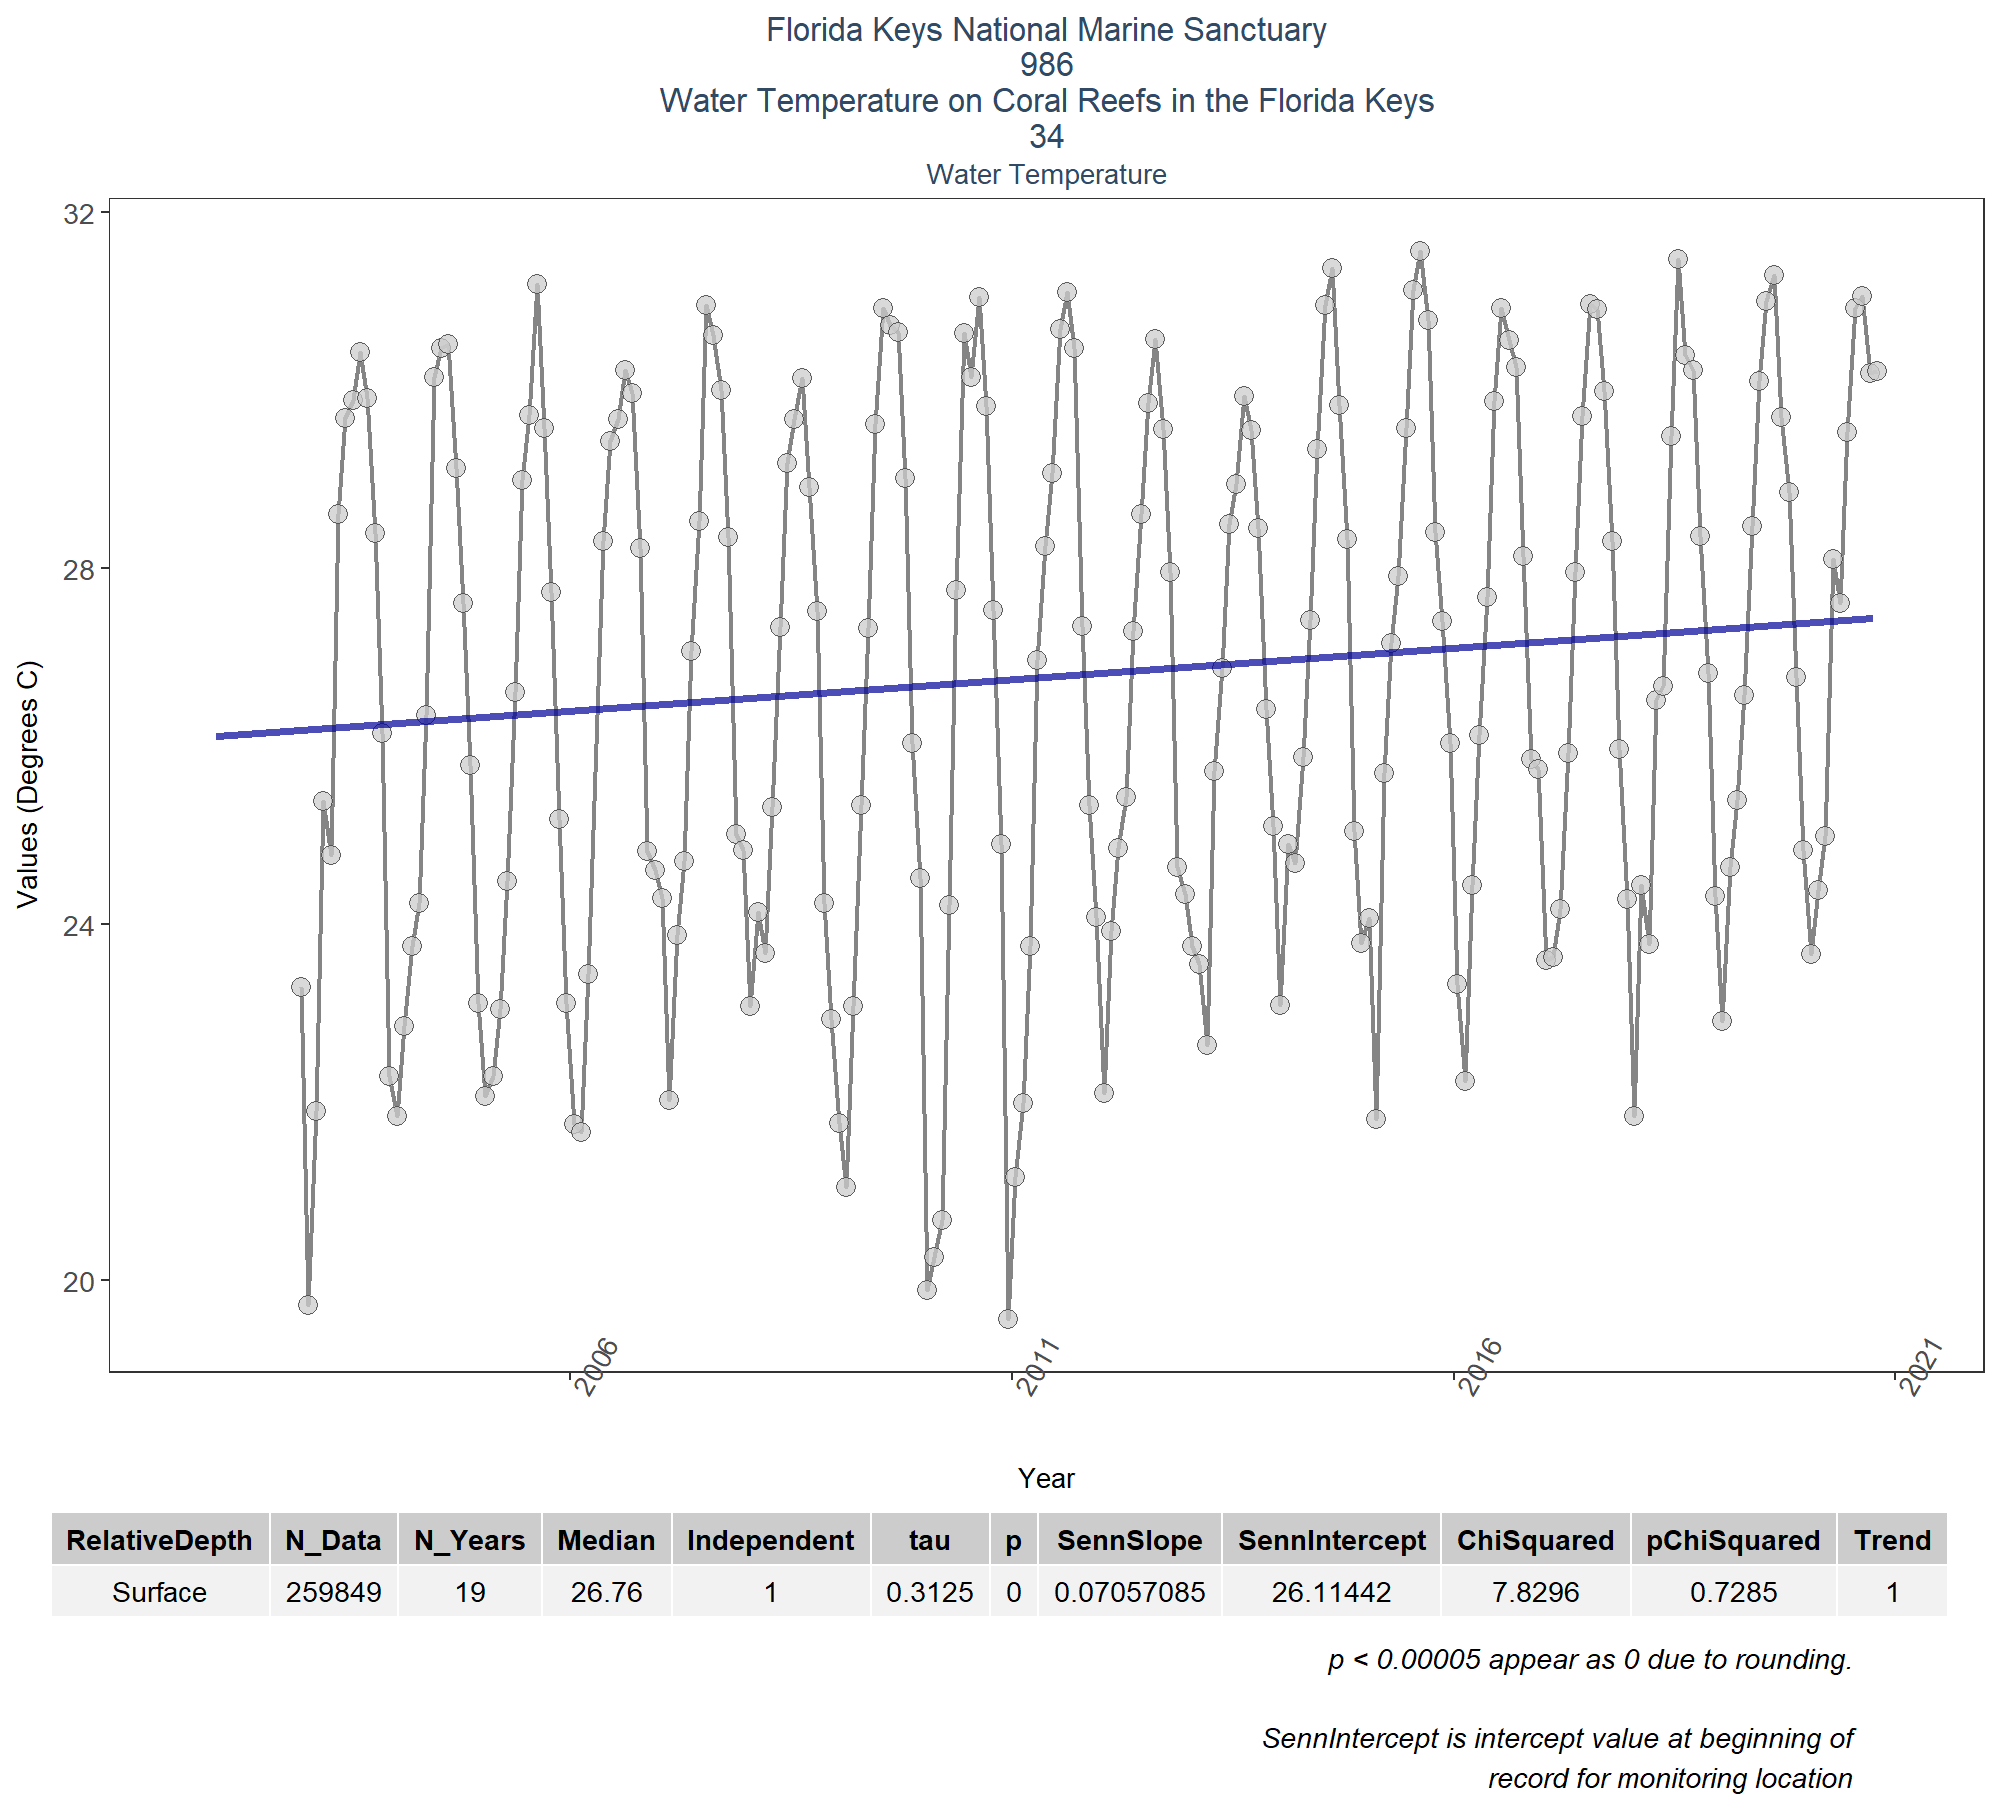 Florida Keys National Marine Sanctuary
986
Water Temperature on Coral Reefs in the Florida Keys
34
Water Temperature
32
28
24
20
Values (Degrees C)
2006 2011 2016 2021
Year
RelativeDepth N_Data N_Years Median Independent tau p SennSlope SennIntercept ChiSquared pChiSquared Trend
Surface 259849 19 26.76 1 0.3125 0 0.07057085 26.11442 7.8296 0.7285 1
p < 0.00005 appear as 0 due to rounding.
SennIntercept is intercept value at beginning of
record for monitoring location